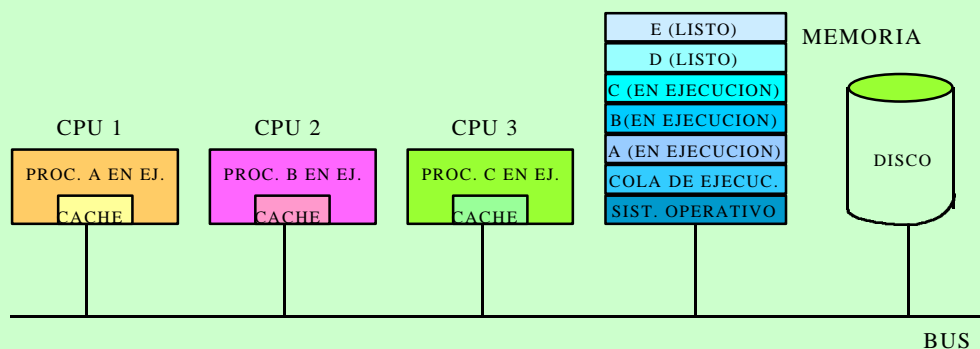 E (LISTO)
MEMORIA
D (LISTO)
C (EN EJECUCION)
CPU 1
CPU 2
CPU 3
B(EN EJECUCION)
A (EN EJECUCION)
PROC. A EN EJ.
PROC. B EN EJ.
PROC. C EN EJ.
DISCO
COLA DE EJECUC.
CACHE
CACHE
CACHE
SIST. OPERATIVO
BUS